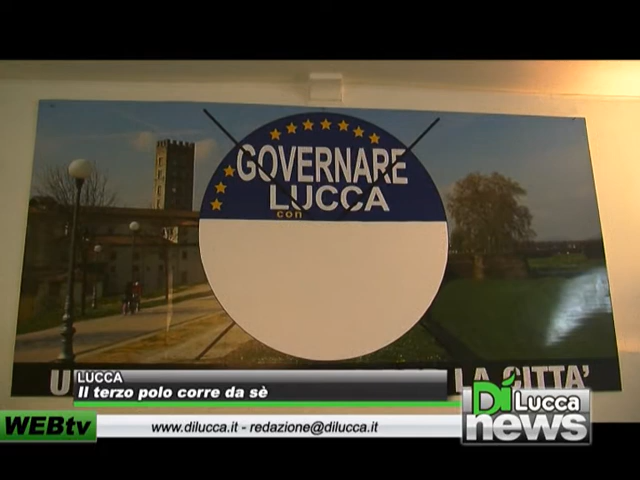 GOVERNARE
LUCCA
con
U LA CITTA'
LUCCA
Il terzo polo corre da sè
WEBtv
www.dilucca.it - redazione@dilucca.it
Dí Lucca
news